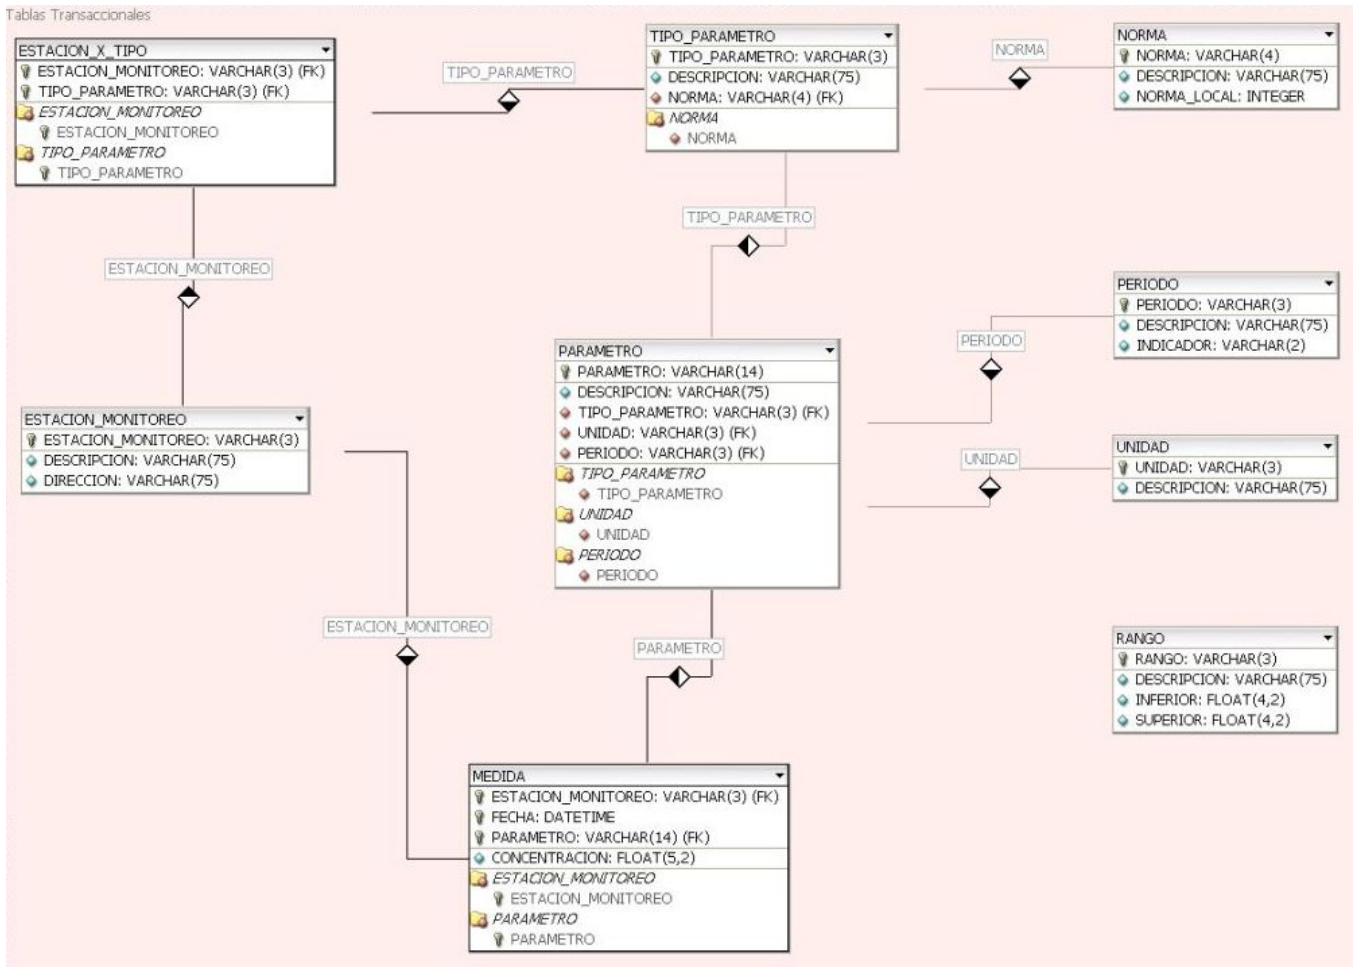 Tablas Transaccionales
ESTACION_X_TIPO
ESTACION_MONITOREO: VARCHAR(3) (FK)
TIPO_PARAMETRO: VARCHAR(3) (FK)
ESTACION_MONITOREO
ESTACION_MONITOREO
TIPO_PARAMETRO
TIPO_PARAMETRO
TIPO_PARAMETRO
TIPO_PARAMETRO
TIPO_PARAMETRO: VARCHAR(3)
DESCRIPCION: VARCHAR(75)
NORMA: VARCHAR(4) (FK)
NORMA
NORMA
NORMA
NORMA
NORMA: VARCHAR(4)
DESCRIPCION: VARCHAR(75)
NORMA_LOCAL: INTEGER
TIPO_PARAMETRO
ESTACION_MONITOREO
PERIODO
PERIODO: VARCHAR(3)
DESCRIPCION: VARCHAR(75)
INDICADOR: VARCHAR(2)
PERIODO
PARAMETRO
PARAMETRO: VARCHAR(14)
DESCRIPCION: VARCHAR(75)
TIPO_PARAMETRO: VARCHAR(3) (FK)
UNIDAD: VARCHAR(3) (FK)
PERIODO: VARCHAR(3) (FK)
TIPO_PARAMETRO
TIPO_PARAMETRO
UNIDAD
UNIDAD
PERIODO
PERIODO
ESTACION_MONITOREO
ESTACION_MONITOREO: VARCHAR(3)
DESCRIPCION: VARCHAR(75)
DIRECCION: VARCHAR(75)
UNIDAD
UNIDAD
UNIDAD: VARCHAR(3)
DESCRIPCION: VARCHAR(75)
ESTACION_MONITOREO
PARAMETRO
RANGO
RANGO: VARCHAR(3)
DESCRIPCION: VARCHAR(75)
INFERIOR: FLOAT(4,2)
SUPERIOR: FLOAT(4,2)
MEDIDA
ESTACION_MONITOREO: VARCHAR(3) (FK)
FECHA: DATETIME
PARAMETRO: VARCHAR(14) (FK)
CONCENTRACION: FLOAT(5,2)
ESTACION_MONITOREO
ESTACION_MONITOREO
PARAMETRO
PARAMETRO